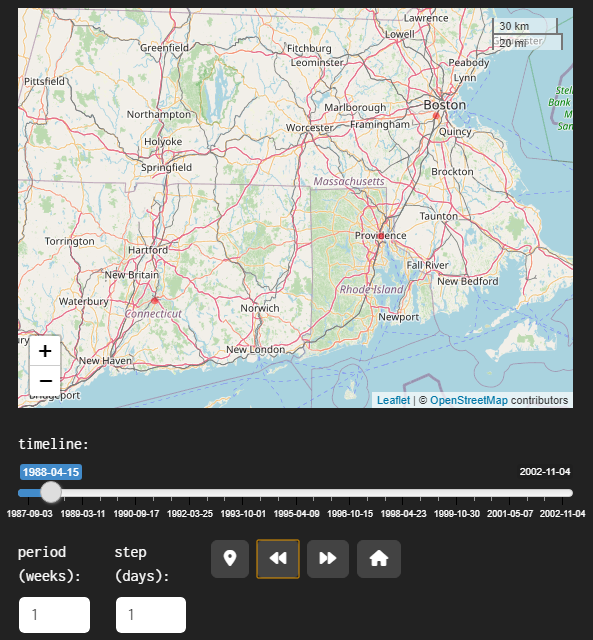 Lawrence
30 km
Lowell
20 mi
Greenfield
Fitchburg
Leominster
Peabody
Pittsfield
Lynn
Marlborough
Boston
Northampton
Framingham
Worcester
Quincy
Holyoke
Springfield
Brockton
Massachusetts
Taunton
Torrington
Providence
Hartford
Fall River
New Britain
New Bedford
Rhode Island
Waterbury
Norwich
Connecticut
Newport
+
New London
New Haven
−
Leaflet | © OpenStreetMap contributors
timeline:
1988-04-15 2002-11-04
1987-09-03 1989-03-11 1990-09-17 1992-03-25 1993-10-01 1995-04-09 1996-10-15 1998-04-23 1999-10-30 2001-05-07 2002-11-04
period step
(weeks): (days):
1 1